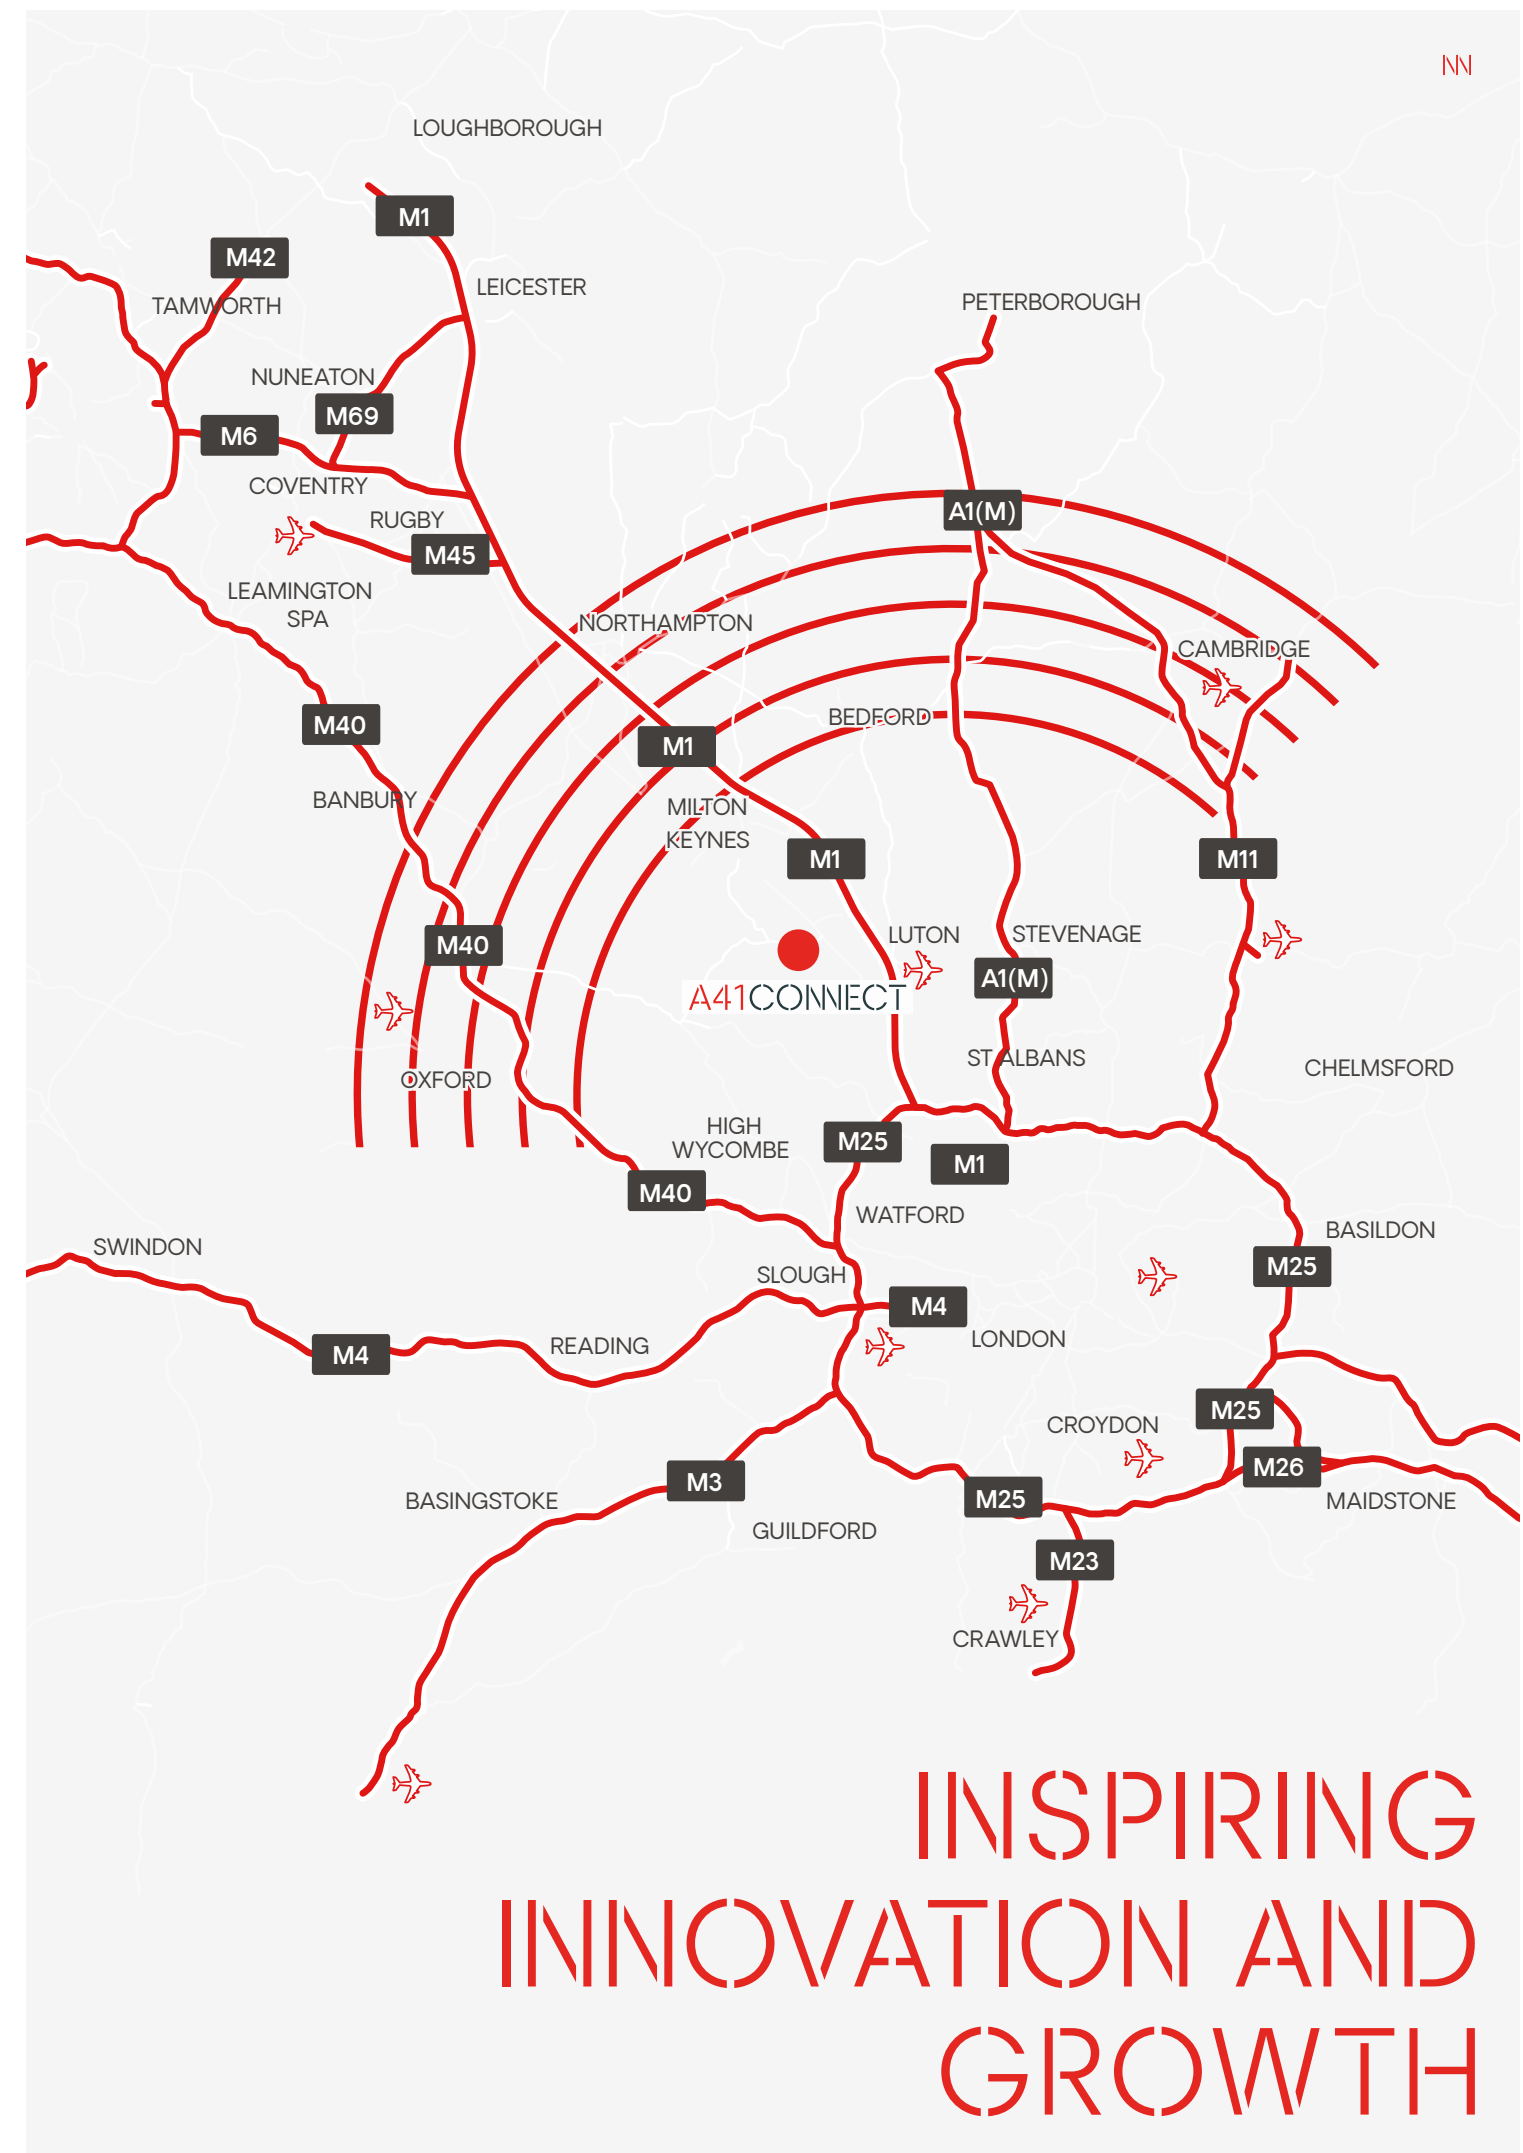 LOUGHBOROUGH
M1
M42
LEICESTER
TAMWORTH
PETERBOROUGH
NUNEATON
M69
M6
COVENTRY
A1(M)
RUGBY
M45
LEAMINGTON
SPA
NORTHAMPTON
CAMBRIDGE
M40
BEDFORD
M1
BANBURY
MILTON
KEYNES
M1
M11
M40
LUTON
STEVENAGE
A1(M)
A41CONNECT
ST ALBANS
CHELMSFORD
OXFORD
HIGH
WYCOMBE
M25
M1
M40
WATFORD
BASILDON
SWINDON
M25
SLOUGH
M4
LONDON
READING
M4
M25
CROYDON
M26
M3
M25
BASINGSTOKE
MAIDSTONE
GUILDFORD
M23
CRAWLEY
INSPIRING
INNOVATION AND
GROWTH